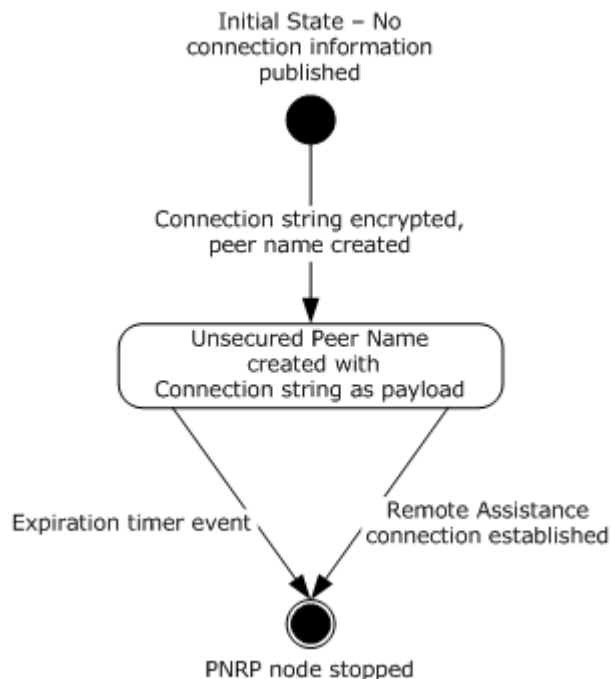 Initial State – No
connection information
published
Connection string encrypted,
peer name created
Unsecured Peer Name
created with
Connection string as payload
Expiration timer event
Remote Assistance
connection established
PNRP node stopped